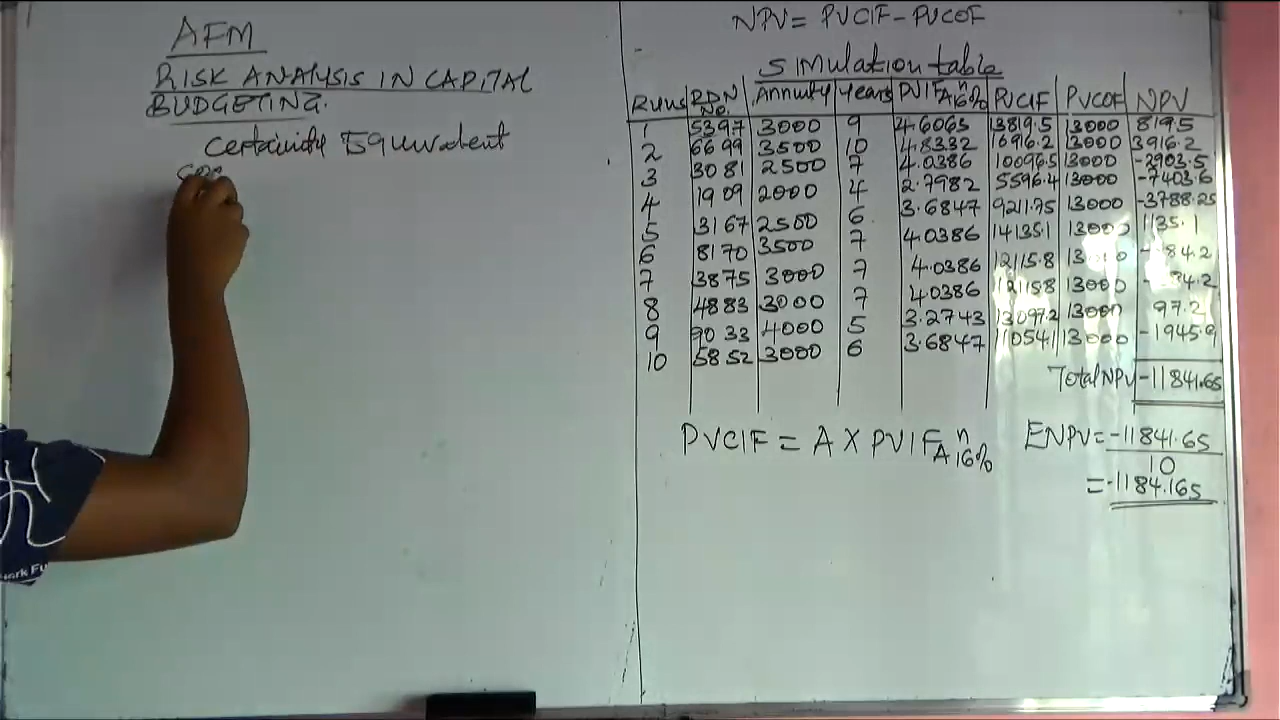 AFM
RISK ANALYSIS IN CAPITAL
BUDGETING.
Certainity Equivalent
NPV = PVCIF - PVCOF
Simulation table
Runs RDN No. Annuity Years PVIFA16%n PVCIF PVCOF NPV
1 5397 3000 9 4.6065 13819.5 13000 819.5
2 6699 3500 10 4.8332 16916.2 13000 3916.2
3 3081 2500 7 4.0386 10096.5 13000 -2903.5
4 1909 2000 4 2.7982 5596.4 13000 -7403.6
5 3167 2500 6 3.6847 9211.75 13000 -3788.25
6 8170 3500 7 4.0386 14135.1 13000 1135.1
7 3875 3000 7 4.0386 12115.8
8 4883 3000 7 4.0386 12115.8 13000
9 9033 4000 5 3.2743 13097.2 13000 97.2
10 5852 3000 6 3.6847 11054.1 13000 -1945.9
Total NPV -11841.65
PVCIF = A X PVIFA16%n
ENPV = -11841.65
10
= -1184.165
work Fu